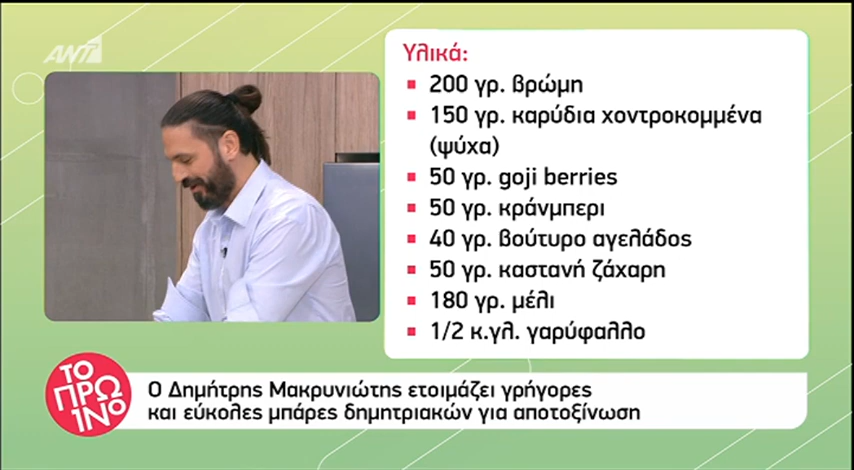 ANT1
Υλικά:
200 γρ. βρώμη
150 γρ. καρύδια χοντροκομμένα
(ψύχα)
50 γρ. goji berries
50 γρ. κράνμπερι
40 γρ. βούτυρο αγελάδος
50 γρ. καστανή ζάχαρη
180 γρ. μέλι
1/2 κ.γλ. γαρύφαλλο
ΤΟ
ΠΡΩ
ΙΝΟ
Ο Δημήτρης Μακρυνιώτης ετοιμάζει γρήγορες
και εύκολες μπάρες δημητριακών για αποτοξίνωση